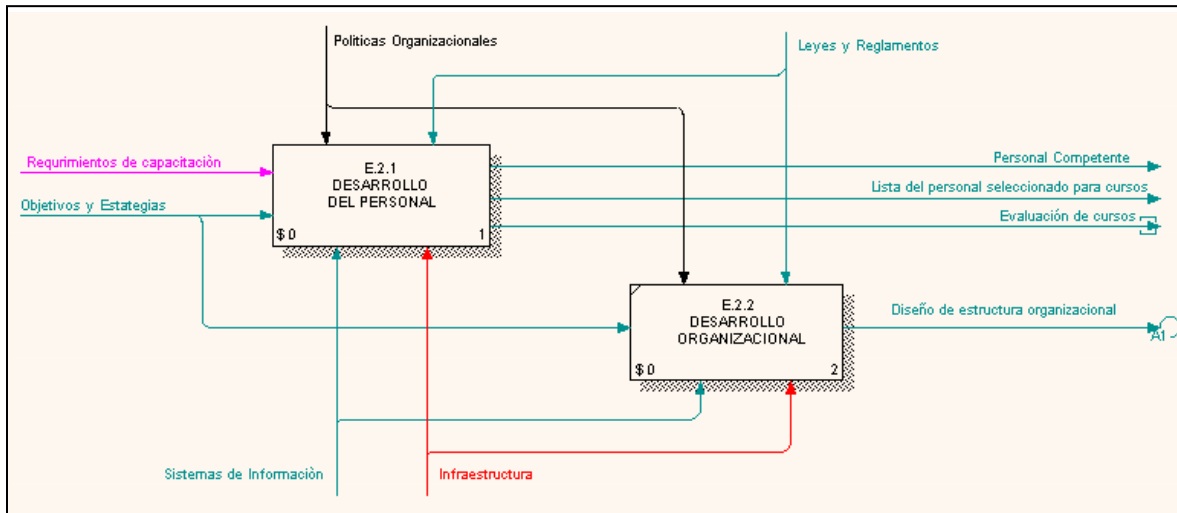 Politicas Organizacionales
Leyes y Reglamentos
Requrimientos de capacitaciòn
Objetivos y Estategias
E.2.1
DESARROLLO
DEL PERSONAL
$ 0
1
Personal Competente
Lista del personal seleccionado para cursos
Evaluación de cursos
E.2.2
DESARROLLO
ORGANIZACIONAL
$ 0
2
Diseño de estructura organizacional
A1
Sistemas de Informaciòn
Infraestructura